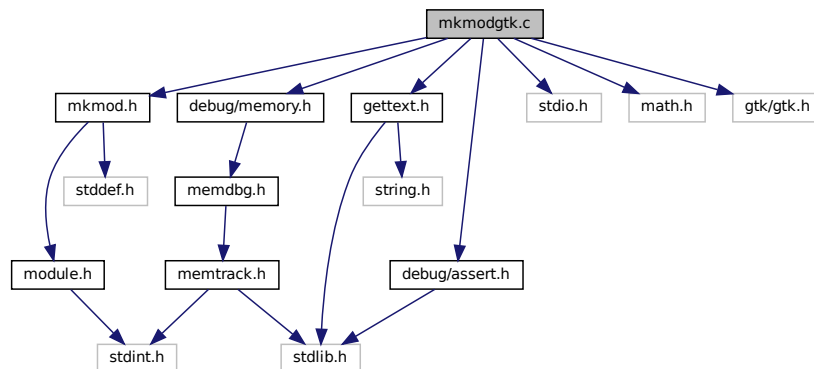 mkmodgtk.c
mkmod.h
debug/memory.h
gettext.h
stdio.h
math.h
gtk/gtk.h
stddef.h
memdbg.h
string.h
module.h
memtrack.h
debug/assert.h
stdint.h
stdlib.h